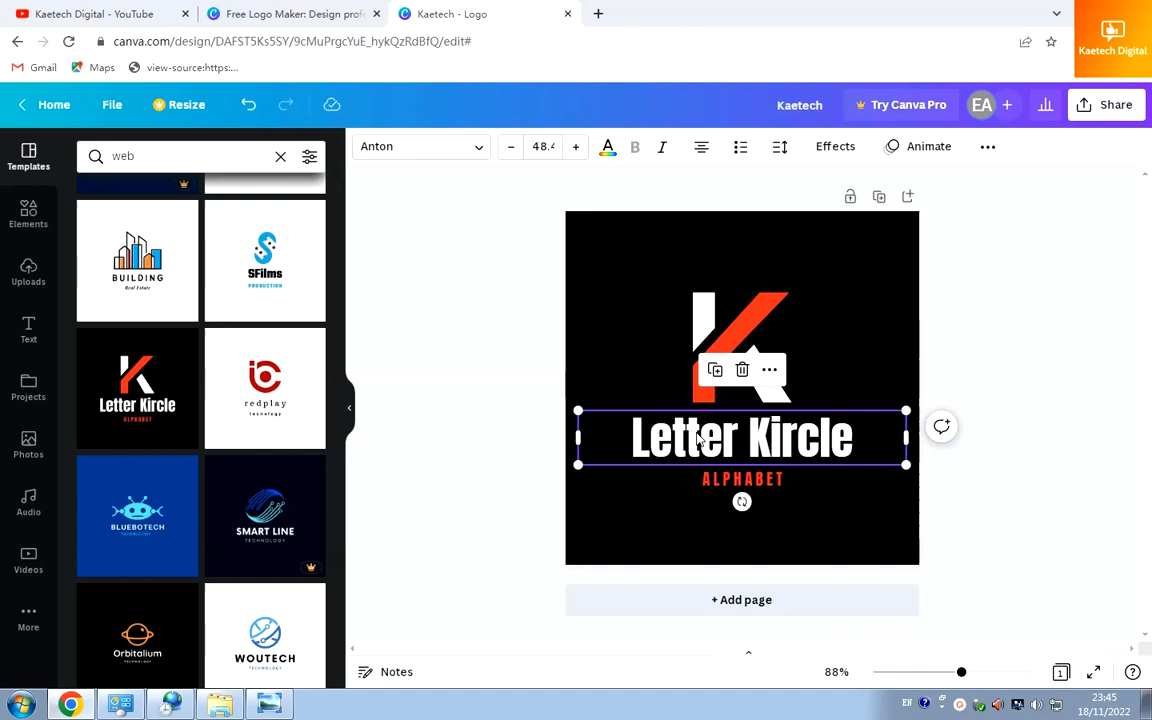 Kaetech Digital - YouTube
Free Logo Maker: Design prof
Kaetech - Logo
canva.com/design/DAFST5Ks5SY/9cMuPrgcYuE_hykQzRdBfQ/edit#
Kaetech Digital
Gmail
Maps
view-source:https:...
Home
File
Resize
Kaetech
Try Canva Pro
EA
Share
Templates
Elements
Uploads
Text
Projects
Photos
Audio
Videos
More
web
Anton
48.4
A
B
I
Effects
Animate
BUILDING
Real Estate
SFilms
PRODUCTION
Letter Kircle
ALPHABET
redplay
tecnology
BLUEBOTECH
TECHNOLOGY
SMART LINE
TECHNOLOGY
Orbitalium
TECHNOLOGY
WOUTECH
TECHNOLOGY
K
Letter Kircle
ALPHABET
+ Add page
Notes
88%
1
EN
23:45
18/11/2022